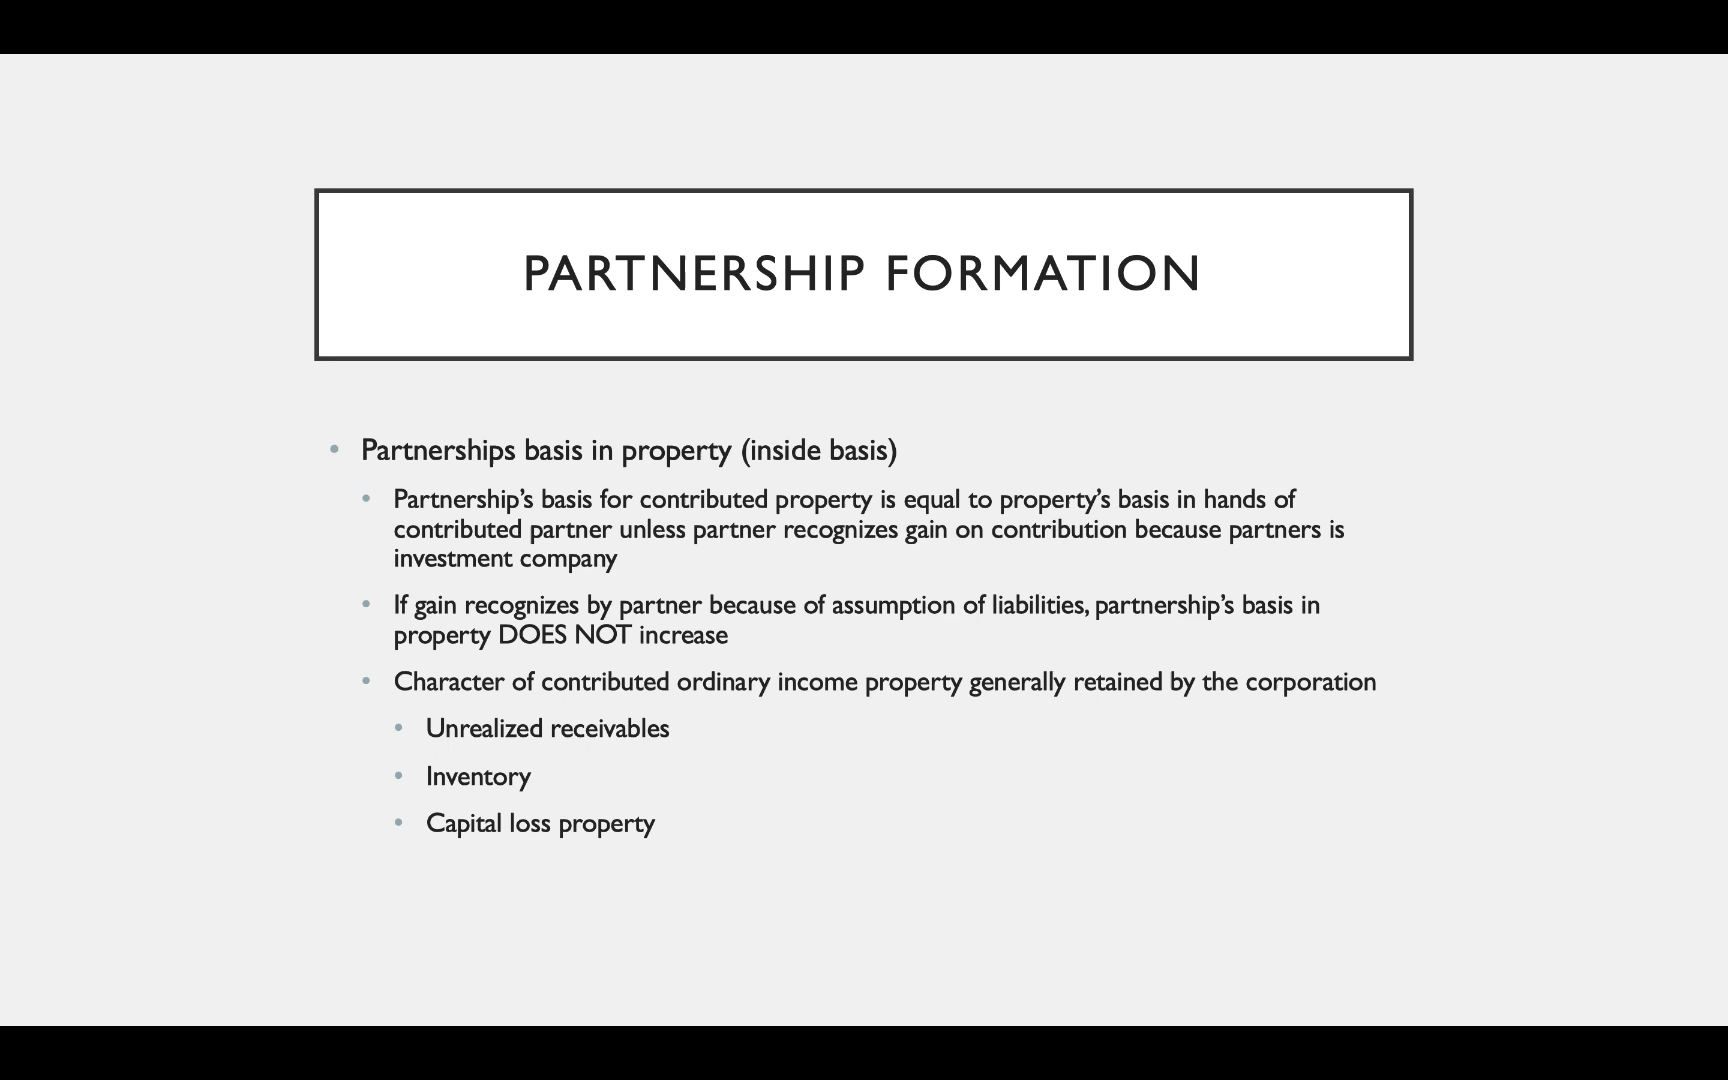 PARTNERSHIP FORMATION
Partnerships basis in property (inside basis)
Partnership’s basis for contributed property is equal to property’s basis in hands of
contributed partner unless partner recognizes gain on contribution because partners is
investment company
If gain recognizes by partner because of assumption of liabilities, partnership’s basis in
property DOES NOT increase
Character of contributed ordinary income property generally retained by the corporation
Unrealized receivables
Inventory
Capital loss property